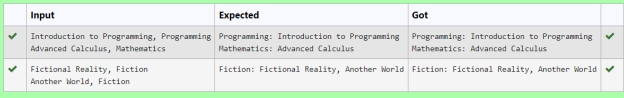 Input Expected Got
Introduction to Programming, Programming Programming: Introduction to Programming Programming: Introduction to Programming
Advanced Calculus, Mathematics Mathematics: Advanced Calculus Mathematics: Advanced Calculus
Fictional Reality, Fiction Fiction: Fictional Reality, Another World Fiction: Fictional Reality, Another World
Another World, Fiction